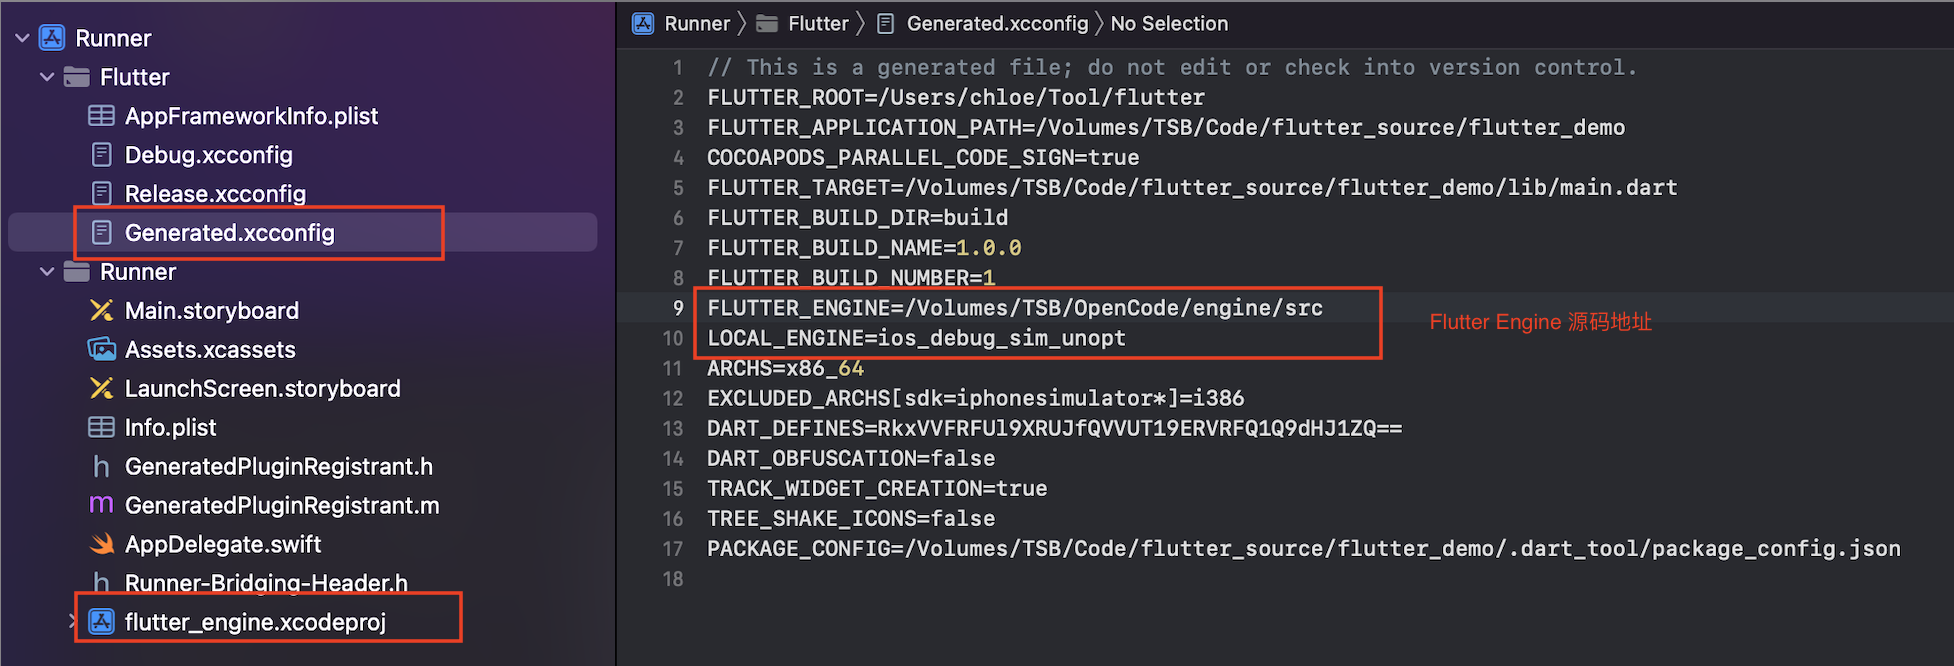 Runner
Flutter
AppFrameworkInfo.plist
Debug.xcconfig
Release.xcconfig
Generated.xcconfig
Runner
Main.storyboard
Assets.xcassets
LaunchScreen.storyboard
Info.plist
h GeneratedPluginRegistrant.h
m GeneratedPluginRegistrant.m
AppDelegate.swift
h Runner-Bridging-Header.h
flutter_engine.xcodeproj
Runner 〉 Flutter 〉 Generated.xcconfig 〉 No Selection
1 // This is a generated file; do not edit or check into version control.
2 FLUTTER_ROOT=/Users/chloe/Tool/flutter
3 FLUTTER_APPLICATION_PATH=/Volumes/TSB/Code/flutter_source/flutter_demo
4 COCOAPODS_PARALLEL_CODE_SIGN=true
5 FLUTTER_TARGET=/Volumes/TSB/Code/flutter_source/flutter_demo/lib/main.dart
6 FLUTTER_BUILD_DIR=build
7 FLUTTER_BUILD_NAME=1.0.0
8 FLUTTER_BUILD_NUMBER=1
9 FLUTTER_ENGINE=/Volumes/TSB/OpenCode/engine/src
10 LOCAL_ENGINE=ios_debug_sim_unopt
Flutter Engine 源码地址
11 ARCHS=x86_64
12 EXCLUDED_ARCHS[sdk=iphonesimulator*]=i386
13 DART_DEFINES=RkxVVFRFUl9XRUJfQVVUT19ERVRFQ1Q9dHJ1ZQ==
14 DART_OBFUSCATION=false
15 TRACK_WIDGET_CREATION=true
16 TREE_SHAKE_ICONS=false
17 PACKAGE_CONFIG=/Volumes/TSB/Code/flutter_source/flutter_demo/.dart_tool/package_config.json
18